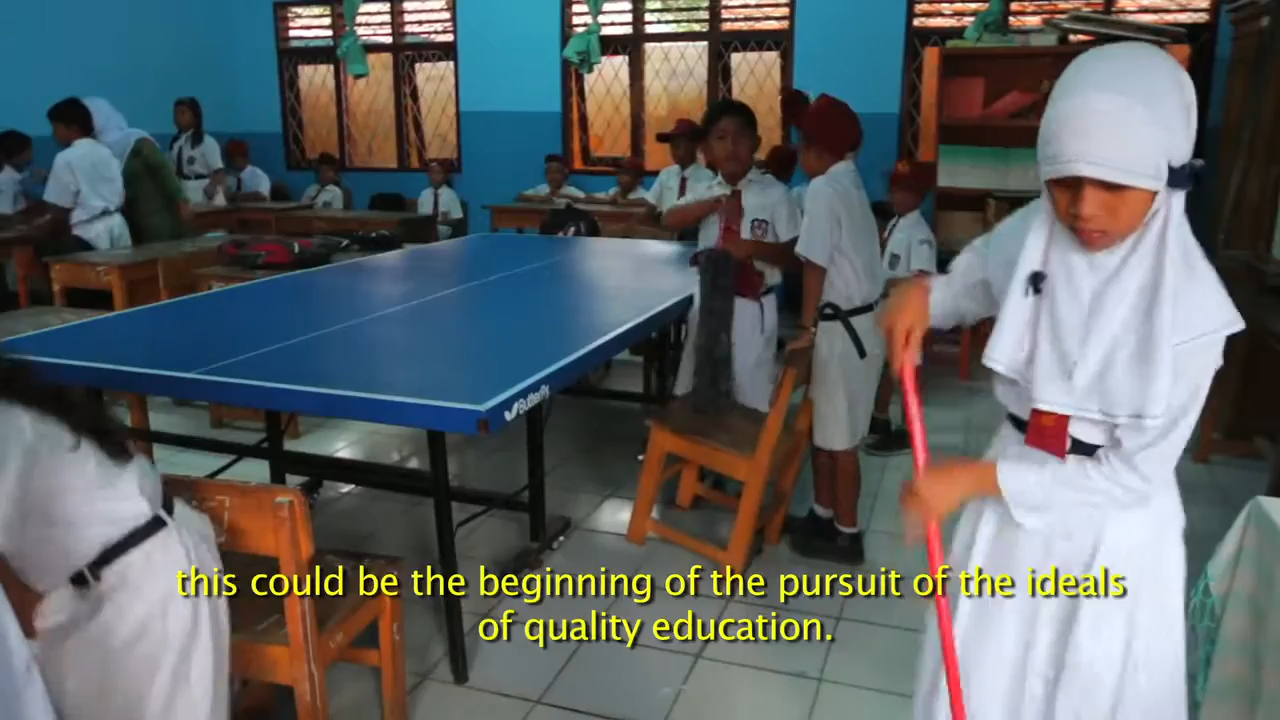 Butterfly
this could be the beginning of the pursuit of the ideals
of quality education.